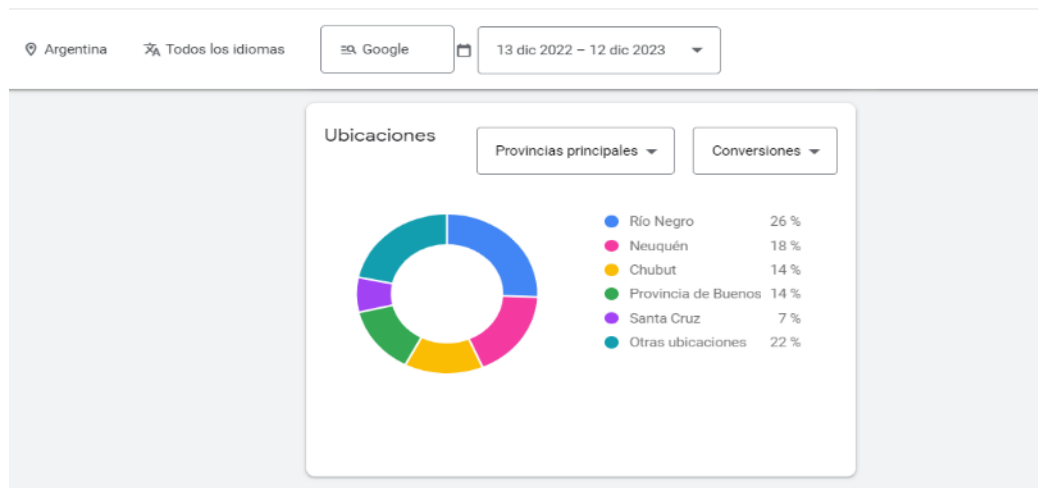 Argentina Todos los idiomas Google 13 dic 2022 – 12 dic 2023
Ubicaciones Provincias principales Conversiones
Río Negro 26 %
Neuquén 18 %
Chubut 14 %
Provincia de Buenos 14 %
Santa Cruz 7 %
Otras ubicaciones 22 %